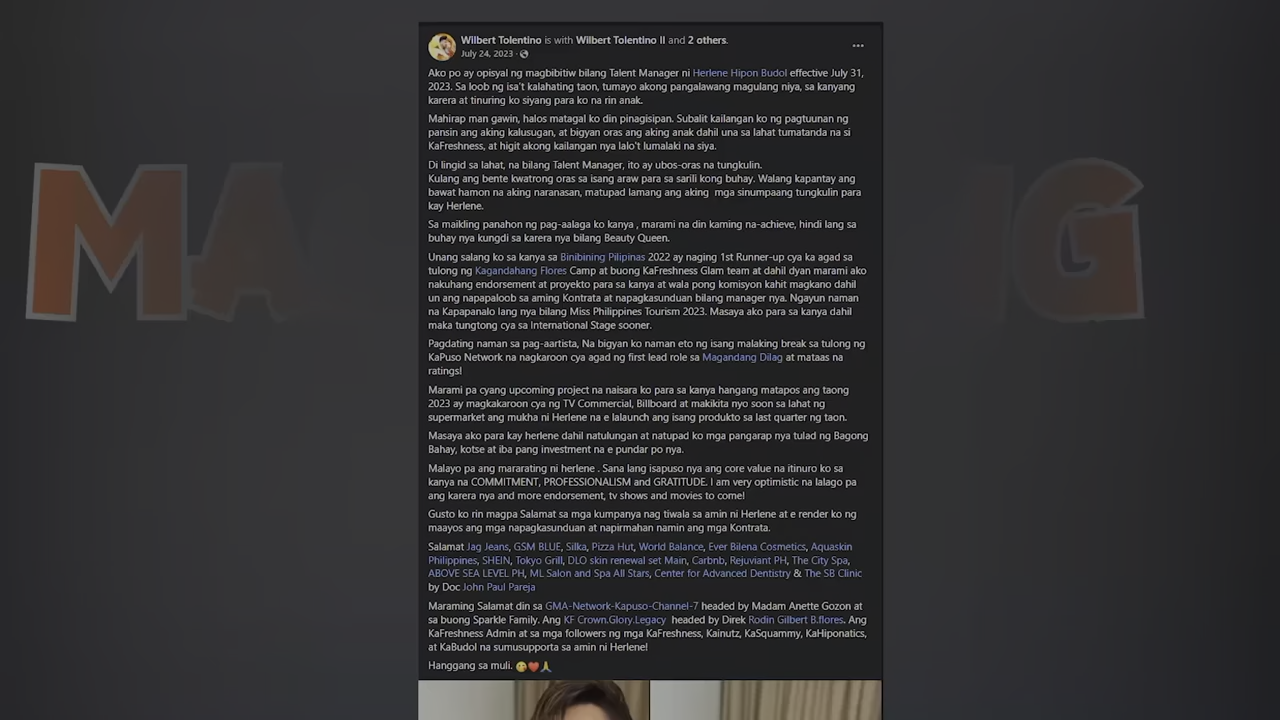 Wilbert Tolentino is with Wilbert Tolentino II and 2 others.
July 24, 2023 ·
Ako po ay opisyal ng magbibitiw bilang Talent Manager ni Herlene Hipon Budol effective July 31,
2023. Sa loob ng isa't kalahating taon, tumayo akong pangalawang magulang niya, sa kanyang
karera at tinuring ko siyang para ko na rin anak.
Mahirap man gawin, halos matagal ko din pinagisipan. Subalit kailangan ko ng pagtuunan ng
pansin ang aking kalusugan, at bigyan oras ang aking anak dahil una sa lahat tumatanda na si
KaFreshness, at higit akong kailangan nya lalo't lumalaki na siya.
Di lingid sa lahat, na bilang Talent Manager, ito ay ubos-oras na tungkulin.
Kulang ang bente kwatrong oras sa isang araw para sa sarili kong buhay. Walang kapantay ang
bawat hamon na aking naranasan, matupad lamang ang aking mga sinumpaang tungkulin para
kay Herlene.
Sa maikling panahon ng pag-aalaga ko kanya , marami na din kaming na-achieve, hindi lang sa
buhay nya kungdi sa karera nya bilang Beauty Queen.
Unang salang ko sa kanya sa Binibining Pilipinas 2022 ay naging 1st Runner-up cya ka agad sa
tulong ng Kagandahang Flores Camp at buong KaFreshness Glam team at dahil dyan marami ako
nakuhang endorsement at proyekto para sa kanya at wala pong komisyon kahit magkano dahil
un ang napapaloob sa aming Kontrata at napagkasunduan bilang manager nya. Ngayun naman
na Kapapanalo lang nya bilang Miss Philippines Tourism 2023. Masaya ako para sa kanya dahil
maka tungtong cya sa International Stage sooner.
Pagdating naman sa pag-aartista, Na bigyan ko naman eto ng isang malaking break sa tulong ng
KaPuso Network na nagkaroon cya agad ng first lead role sa Magandang Dilag at mataas na
ratings!
Marami pa cyang upcoming project na naisara ko para sa kanya hangang matapos ang taong
2023 ay magkakaroon cya ng TV Commercial, Billboard at makikita nyo soon sa lahat ng
supermarket ang mukha ni Herlene na e lalaunch ang isang produkto sa last quarter ng taon.
Masaya ako para kay herlene dahil natulungan at natupad ko mga pangarap nya tulad ng Bagong
Bahay, kotse at iba pang investment na e pundar po nya.
Malayo pa ang mararating ni herlene . Sana lang isapuso nya ang core value na itinuro ko sa
kanya na COMMITMENT, PROFESSIONALISM and GRATITUDE. I am very optimistic na lalago pa
ang karera nya and more endorsement, tv shows and movies to come!
Gusto ko rin magpa Salamat sa mga kumpanya nag tiwala sa amin ni Herlene at e render ko ng
maayos ang mga napagkasunduan at napirmahan namin ang mga Kontrata.
Salamat Jag Jeans, GSM BLUE, Silka, Pizza Hut, World Balance, Ever Bilena Cosmetics, Aquaskin
Philippines, SHEIN, Tokyo Grill, DLO skin renewal set Main, Carbnb, Rejuviant PH, The City Spa,
ABOVE SEA LEVEL PH, ML Salon and Spa All Stars, Center for Advanced Dentistry & The SB Clinic
by Doc John Paul Pareja
Maraming Salamat din sa GMA-Network-Kapuso-Channel-7 headed by Madam Anette Gozon at
sa buong Sparkle Family. Ang KF Crown.Glory.Legacy headed by Direk Rodin Gilbert B.flores. Ang
KaFreshness Admin at sa mga followers ng mga KaFreshness, Kainutz, KaSquammy, KaHiponatics,
at KaBudol na sumusupporta sa amin ni Herlene!
Hanggang sa muli. 😋❤️🙏